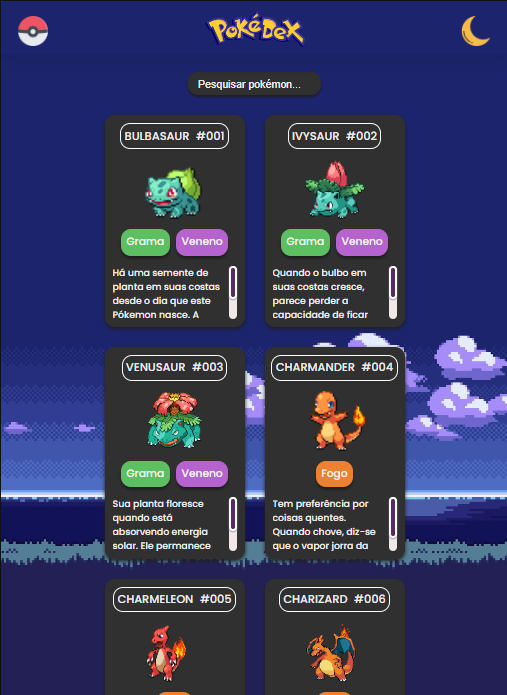 PokéDex
Pesquisar pokémon...
BULBASAUR #001
Grama
Veneno
Há uma semente de
planta em suas costas
desde o dia que este
Pókemon nasce. A
IVYSAUR #002
Grama
Veneno
Quando o bulbo em
suas costas cresce,
parece perder a
capacidade de ficar
VENUSAUR #003
Grama
Veneno
Sua planta floresce
quando está
absorvendo energia
solar. Ele permanece
CHARMANDER #004
Fogo
Tem preferência por
coisas quentes.
Quando chove, diz-se
que o vapor jorra da
CHARMELEON #005
CHARIZARD #006